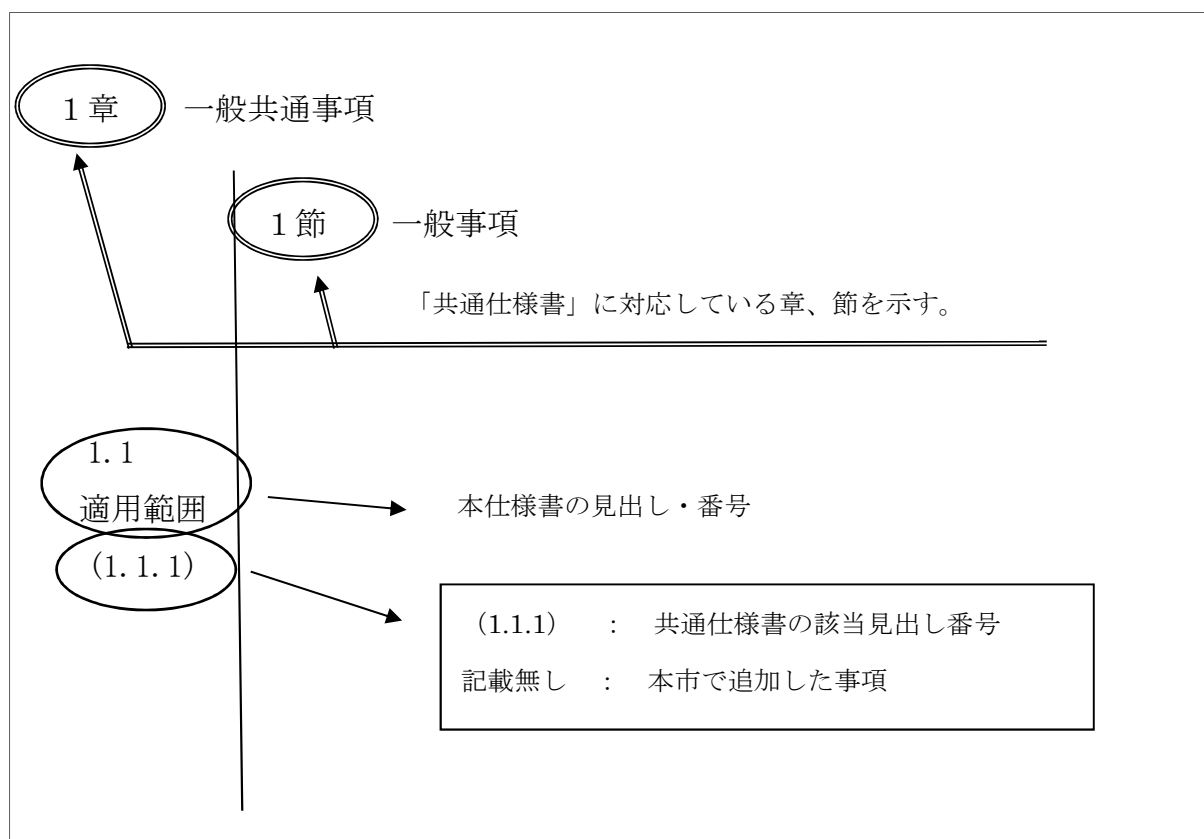 1章 一般共通事項
1節 一般事項
「共通仕様書」に対応している章、節を示す。
1.1
適用範囲 本仕様書の見出し・番号
(1.1.1)
(1.1.1) : 共通仕様書の該当見出し番号
記載無し : 本市で追加した事項